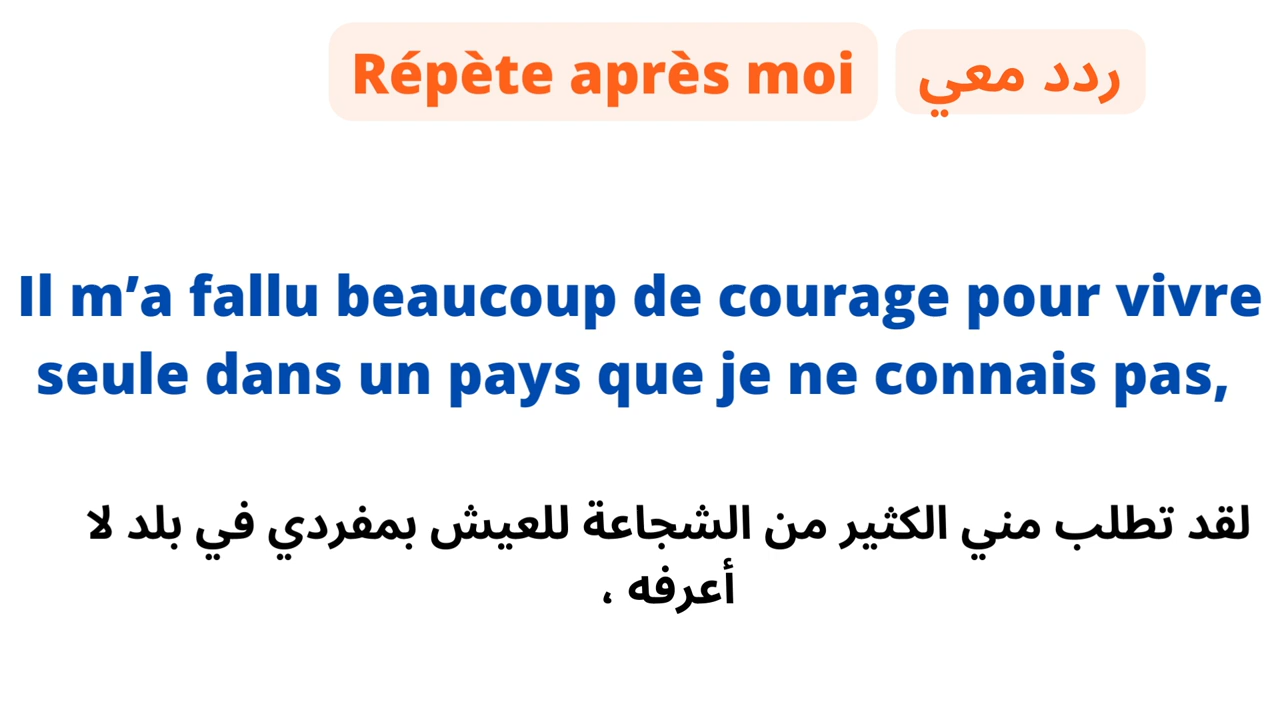 Répète après moi
ردد معي
Il m’a fallu beaucoup de courage pour vivre
seule dans un pays que je ne connais pas,
لقد تطلب مني الكثير من الشجاعة للعيش بمفردي في بلد لا
أعرفه ،